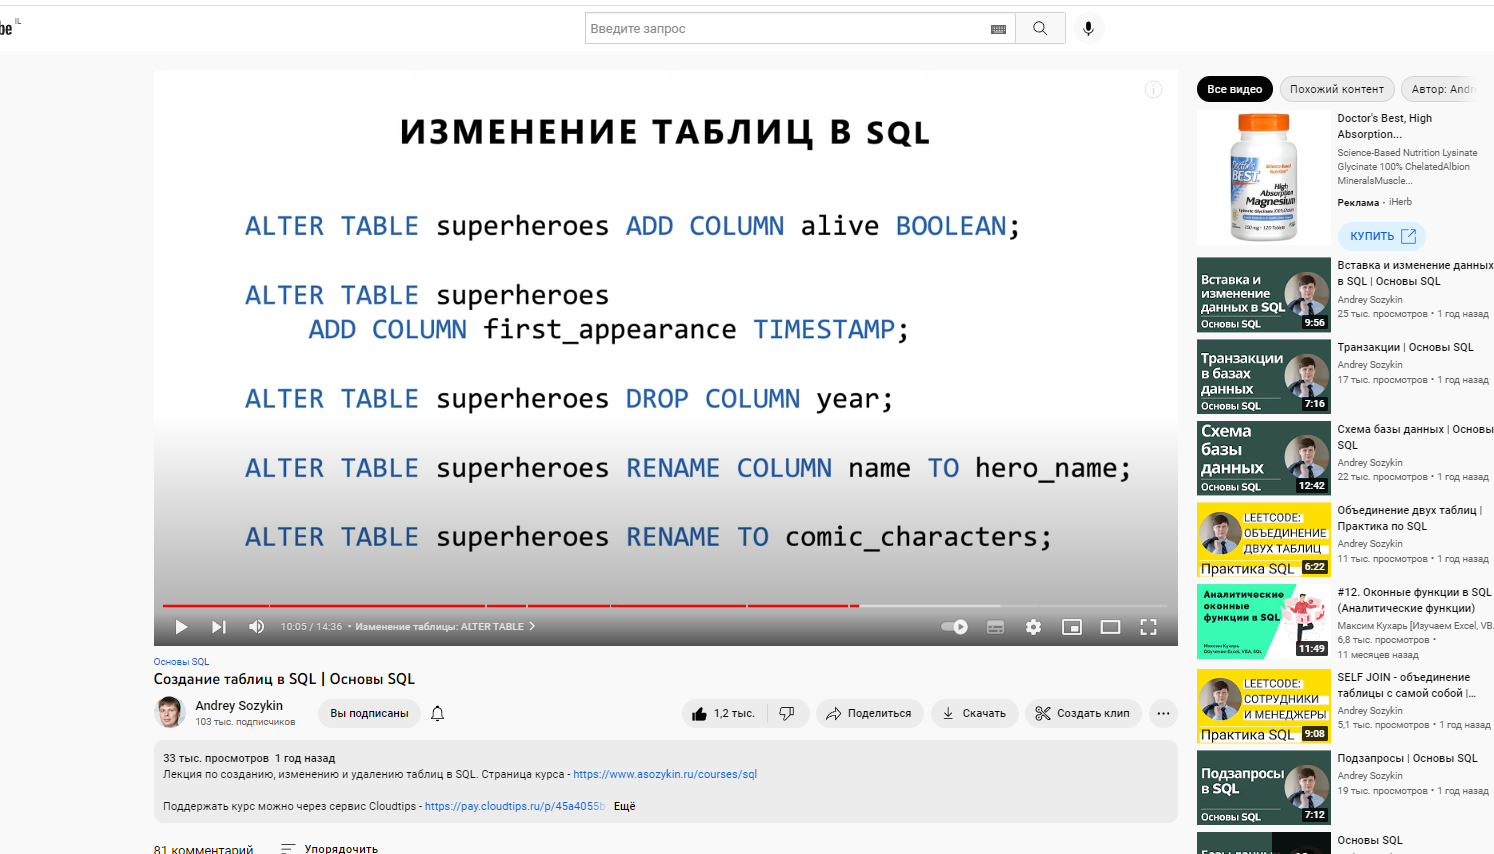 be IL
Введите запрос
ИЗМЕНЕНИЕ ТАБЛИЦ В SQL
ALTER TABLE superheroes ADD COLUMN alive BOOLEAN;
ALTER TABLE superheroes
ADD COLUMN first_appearance TIMESTAMP;
ALTER TABLE superheroes DROP COLUMN year;
ALTER TABLE superheroes RENAME COLUMN name TO hero_name;
ALTER TABLE superheroes RENAME TO comic_characters;
10:05 / 14:36 • Изменение таблицы: ALTER TABLE
Основы SQL
Создание таблиц в SQL | Основы SQL
Andrey Sozykin
103 тыс. подписчиков
Вы подписаны
1,2 тыс.
Поделиться
Скачать
Создать клип
33 тыс. просмотров 1 год назад
Лекция по созданию, изменению и удалению таблиц в SQL. Страница курса - https://www.asozykin.ru/courses/sql
Поддержать курс можно через сервис Cloudtips - https://pay.cloudtips.ru/p/45a4055b Ещё
81 комментарий
Упорядочить
Все видео
Похожий контент
Автор: Andr
Doctor's BEST
High
Absorption
Magnesium
Doctor's Best, High
Absorption...
Science-Based Nutrition Lysinate
Glycinate 100% ChelatedAlbion
MineralsMuscle...
Реклама · iHerb
КУПИТЬ
Вставка и
изменение
данных в SQL
Основы SQL
9:56
Вставка и изменение данных
в SQL | Основы SQL
Andrey Sozykin
25 тыс. просмотров • 1 год назад
Транзакции
в базах
данных
Основы SQL
7:16
Транзакции | Основы SQL
Andrey Sozykin
17 тыс. просмотров • 1 год назад
Схема
базы
данных
Основы SQL
12:42
Схема базы данных | Основы
SQL
Andrey Sozykin
22 тыс. просмотров • 1 год назад
LEETCODE:
ОБЪЕДИНЕНИЕ
ДВУХ ТАБЛИЦ
Практика SQL
6:22
Объединение двух таблиц |
Практика по SQL
Andrey Sozykin
11 тыс. просмотров • 1 год назад
Аналитические
оконные
функции в SQL
Максим Кухарь
Обучение Excel, VBA, SQL
11:49
#12. Оконные функции в SQL
(Аналитические функции)
Максим Кухарь [Изучаем Excel, VB.
6,8 тыс. просмотров •
11 месяцев назад
LEETCODE:
СОТРУДНИКИ
И МЕНЕДЖЕРЫ
Практика SQL
9:08
SELF JOIN - объединение
таблицы с самой собой |...
Andrey Sozykin
5,1 тыс. просмотров • 1 год назад
Подзапросы
в SQL
Основы SQL
7:12
Подзапросы | Основы SQL
Andrey Sozykin
19 тыс. просмотров • 1 год назад
Основы SQL